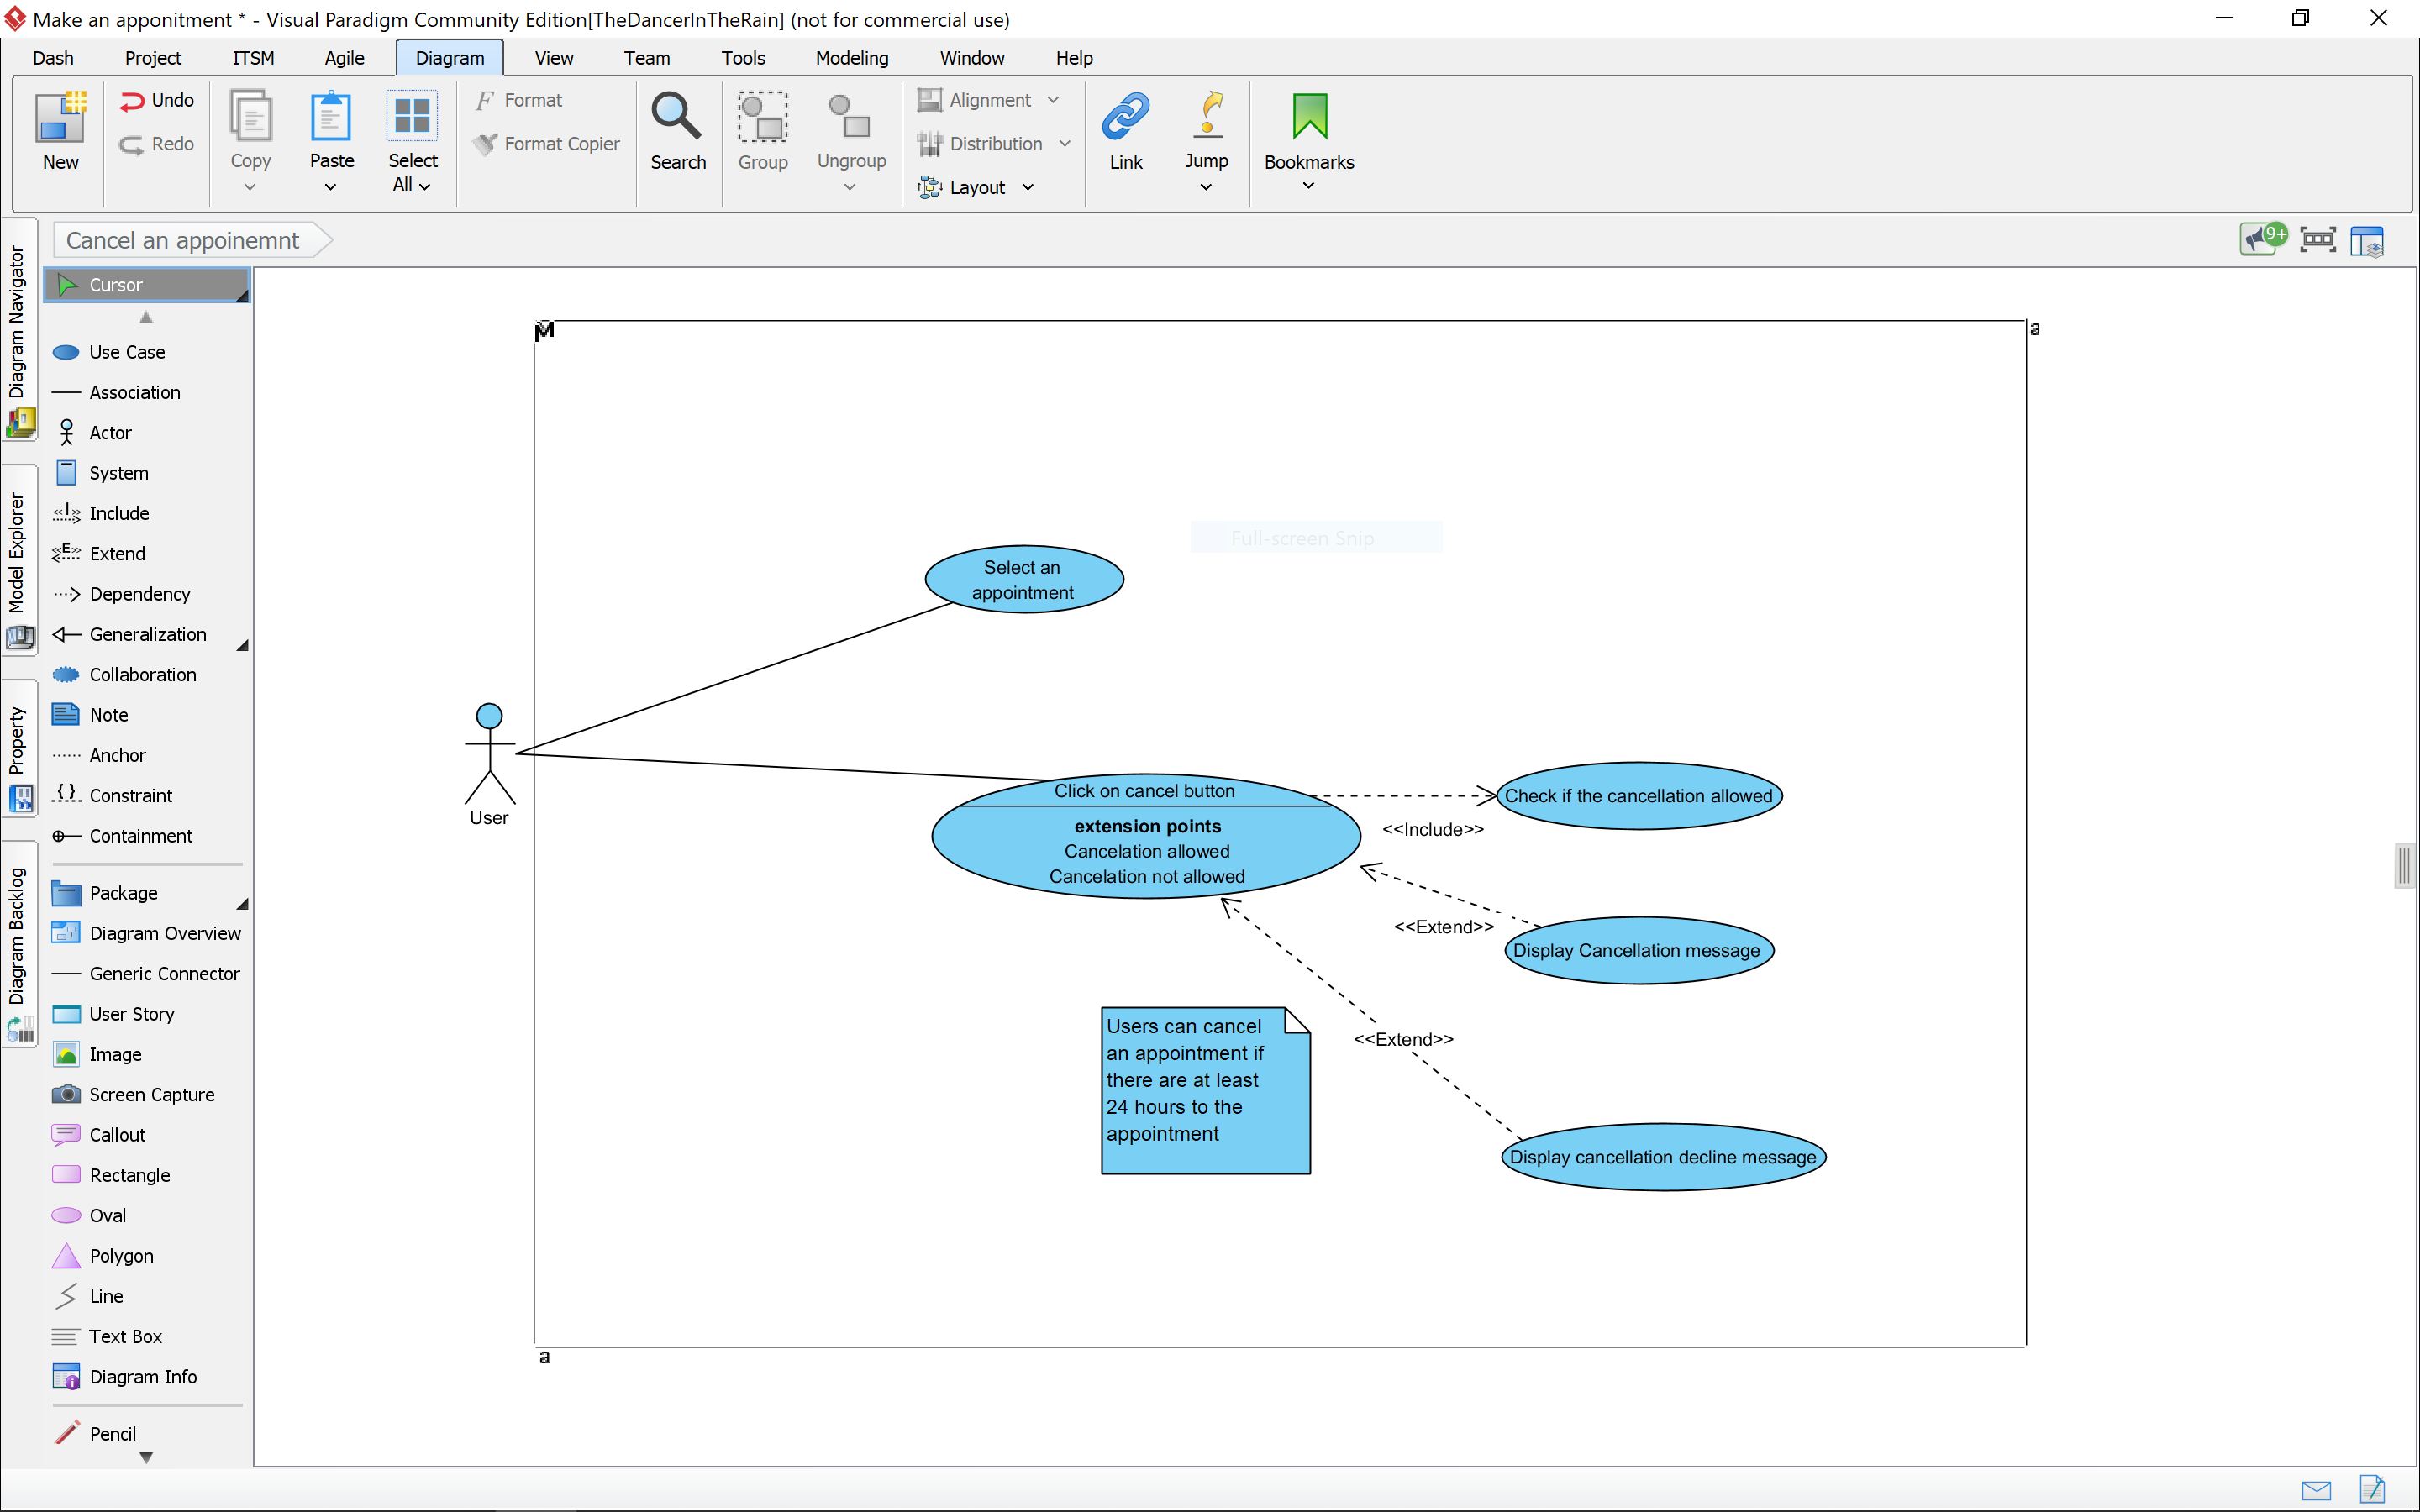 Make an apponitment * - Visual Paradigm Community Edition[TheDancerInTheRain] (not for commercial use)
Dash Project ITSM Agile Diagram View Team Tools Modeling Window Help
New
Undo
Redo
Copy
Paste
Select
All
Format
Format Copier
Search
Group
Ungroup
Alignment
Distribution
Layout
Link
Jump
Bookmarks
Cancel an appoinemnt
9+
Diagram Navigator
Model Explorer
Property
Diagram Backlog
Cursor
Use Case
Association
Actor
System
<<I>> Include
<<E>> Extend
Dependency
Generalization
Collaboration
Note
Anchor
{} Constraint
Containment
Package
Diagram Overview
Generic Connector
User Story
Image
Screen Capture
Callout
Rectangle
Oval
Polygon
Line
Text Box
Diagram Info
Pencil
M
a
Full-screen Snip
Select an
appointment
User
Click on cancel button
extension points
Cancelation allowed
Cancelation not allowed
Check if the cancellation allowed
<<Include>>
<<Extend>>
Display Cancellation message
Users can cancel
an appointment if
there are at least
24 hours to the
appointment
<<Extend>>
Display cancellation decline message
a